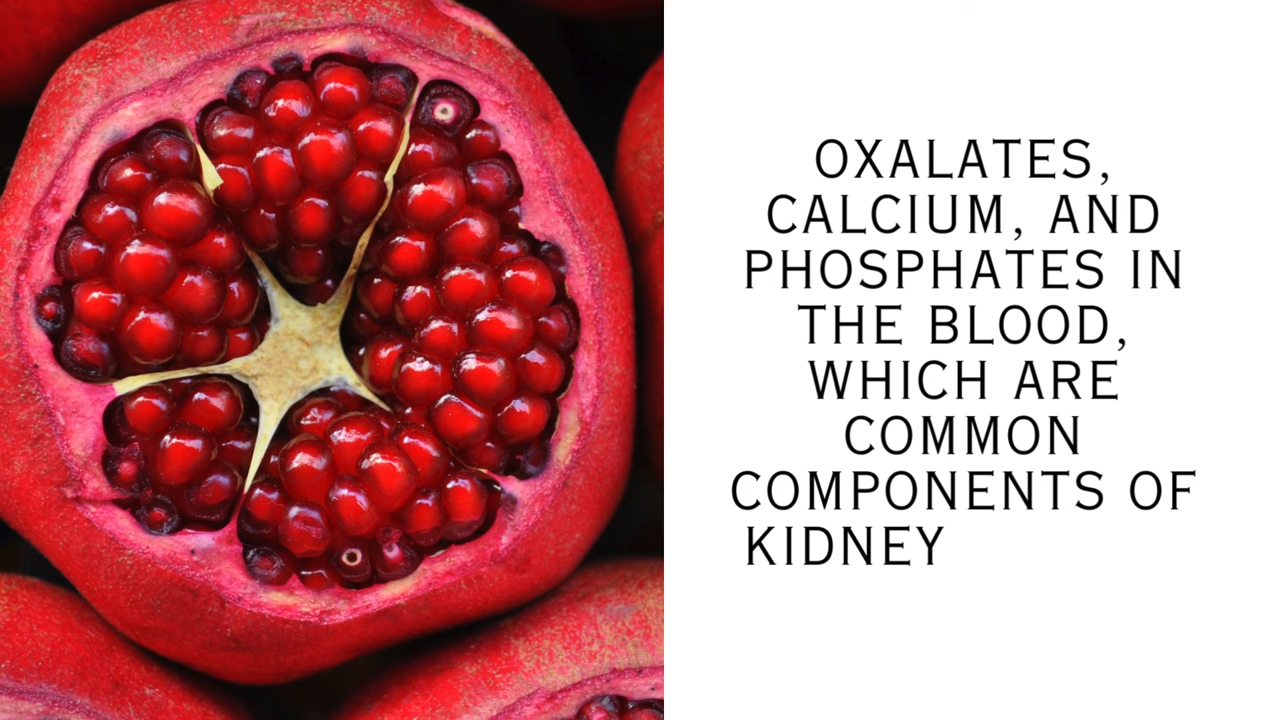 OXALATES,
CALCIUM, AND
PHOSPHATES IN
THE BLOOD,
WHICH ARE
COMMON
COMPONENTS OF
KIDNEY